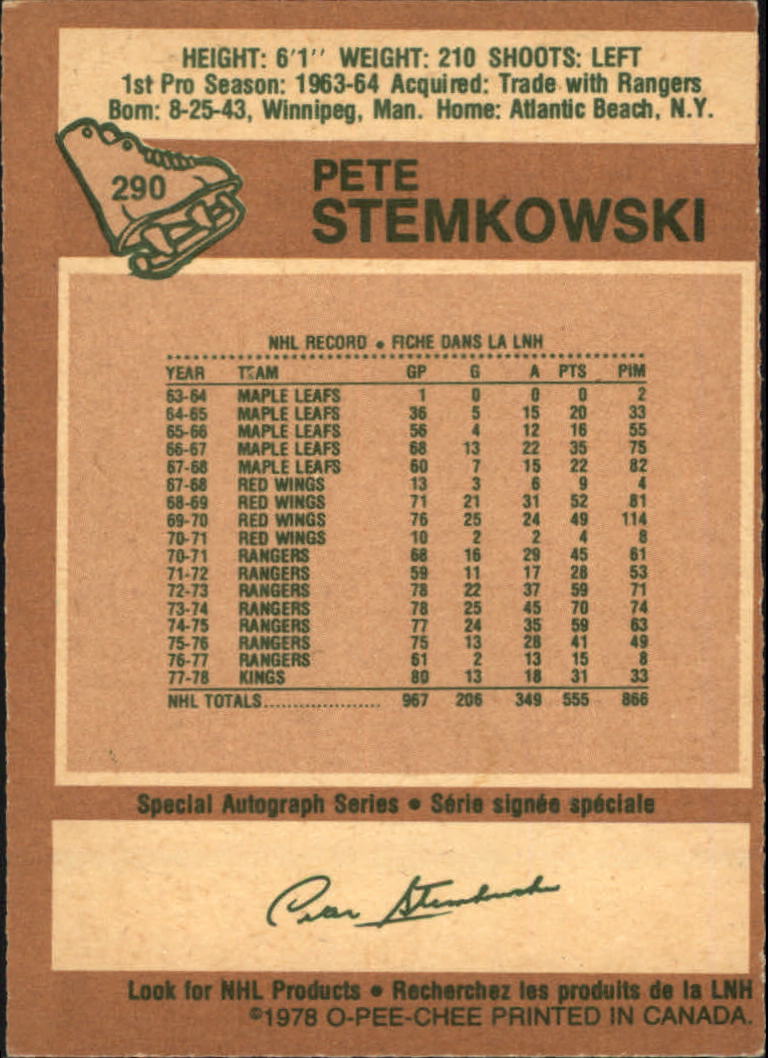 HEIGHT: 6'1'' WEIGHT: 210 SHOOTS: LEFT
1st Pro Season: 1963-64 Acquired: Trade with Rangers
Born: 8-25-43, Winnipeg, Man. Home: Atlantic Beach, N.Y.
290
PETE
STEMKOWSKI
NHL RECORD • FICHE DANS LA LNH
YEAR TEAM GP G A PTS PIM
63-64 MAPLE LEAFS 1 0 0 0 2
64-65 MAPLE LEAFS 36 5 15 20 33
65-66 MAPLE LEAFS 56 4 12 16 55
66-67 MAPLE LEAFS 68 13 22 35 75
67-68 MAPLE LEAFS 60 7 15 22 82
67-68 RED WINGS 13 3 6 9 4
68-69 RED WINGS 71 21 31 52 81
69-70 RED WINGS 76 25 24 49 114
70-71 RED WINGS 10 2 2 4 8
70-71 RANGERS 68 16 29 45 61
71-72 RANGERS 59 11 17 28 53
72-73 RANGERS 78 22 37 59 71
73-74 RANGERS 78 25 45 70 74
74-75 RANGERS 77 24 35 59 63
75-76 RANGERS 75 13 28 41 49
76-77 RANGERS 61 2 13 15 8
77-78 KINGS 80 13 18 31 33
NHL TOTALS.................... 967 206 349 555 866
Special Autograph Series • Série signée spéciale
Pete Stemkowski
Look for NHL Products • Recherchez les produits de la LNH
©1978 O-PEE-CHEE PRINTED IN CANADA.